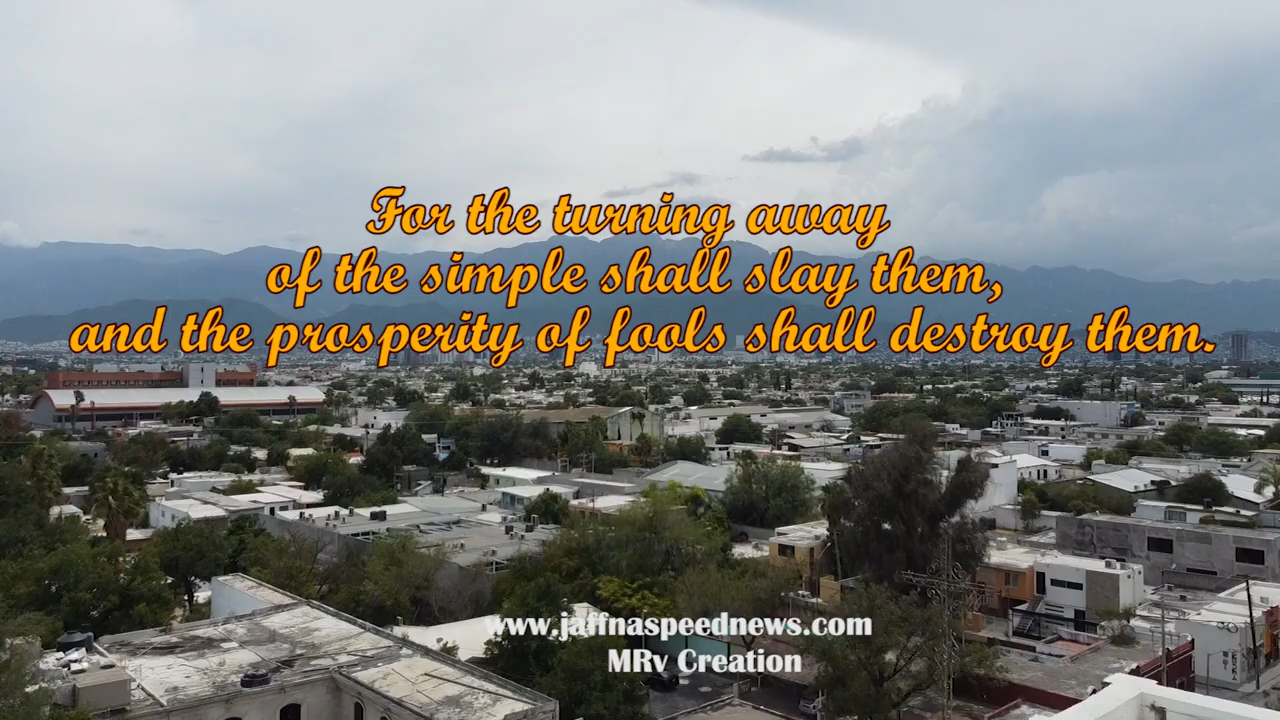 For the turning away
of the simple shall slay them,
and the prosperity of fools shall destroy them.
www.jaffnaspeednews.com
MRv Creation